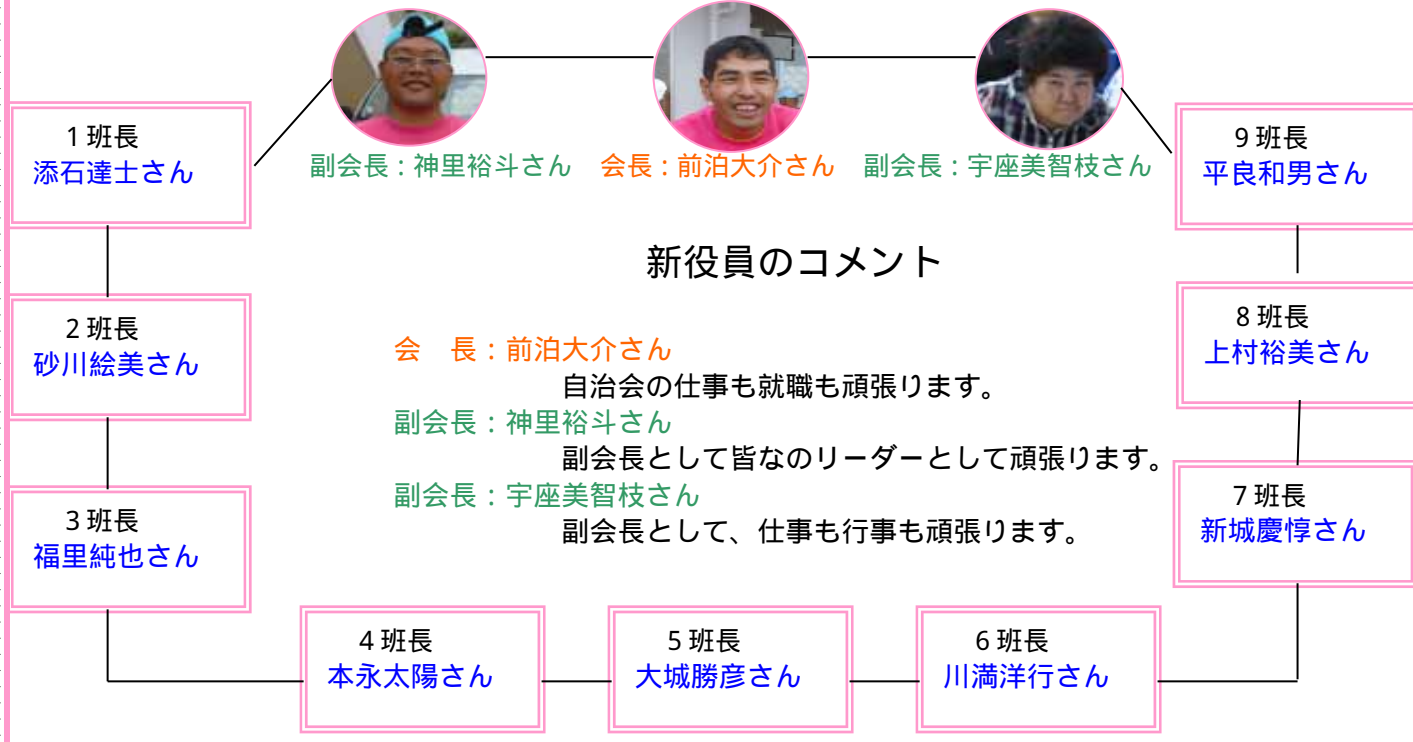 副会長：神里裕斗さん
会長：前泊大介さん
副会長：宇座美智枝さん
1班長
添石達士さん
9班長
平良和男さん
新役員のコメント
2班長
砂川絵美さん
8班長
上村裕美さん
会　長：前泊大介さん
自治会の仕事も就職も頑張ります。
副会長：神里裕斗さん
副会長として皆なのリーダーとして頑張ります。
副会長：宇座美智枝さん
副会長として、仕事も行事も頑張ります。
3班長
福里純也さん
7班長
新城慶惇さん
4班長
本永太陽さん
5班長
大城勝彦さん
6班長
川満洋行さん